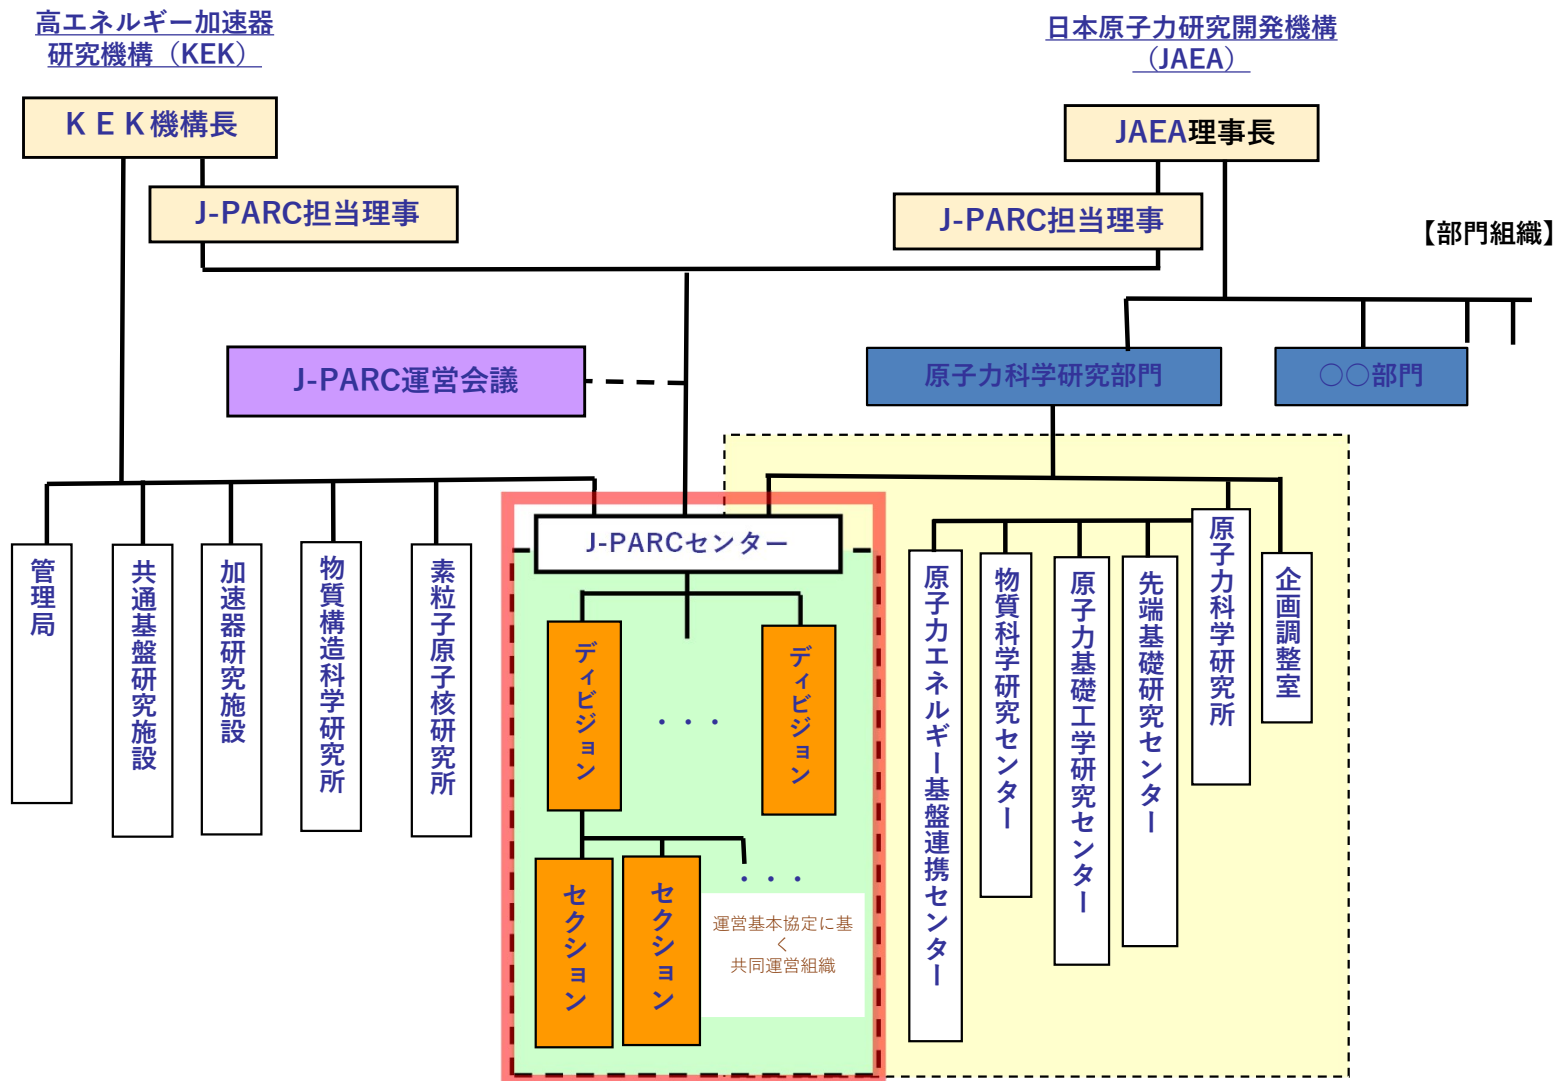 高エネルギー加速器
研究機構（KEK）
日本原子力研究開発機構
（JAEA）
ＫＥＫ機構長
JAEA理事長
J-PARC担当理事
J-PARC担当理事
【部門組織】
J-PARC運営会議
原子力科学研究部門
〇〇部門
J-PARCセンター
管理局
共通基盤研究施設
加速器研究施設
物質構造科学研究所
素粒子原子核研究所
ディビジョン
・・・
ディビジョン
原子力エネルギー基盤連携センター
物質科学研究センター
原子力基礎工学研究センター
先端基礎研究センター
原子力科学研究所
企画調整室
セクション
セクション
・・・
運営基本協定に基
く
共同運営組織